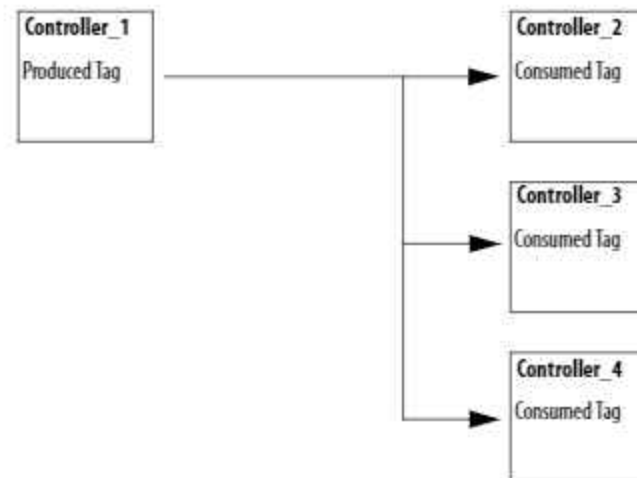 Controller_1
Produced Tag
Controller_2
Consumed Tag
Controller_3
Consumed Tag
Controller_4
Consumed Tag